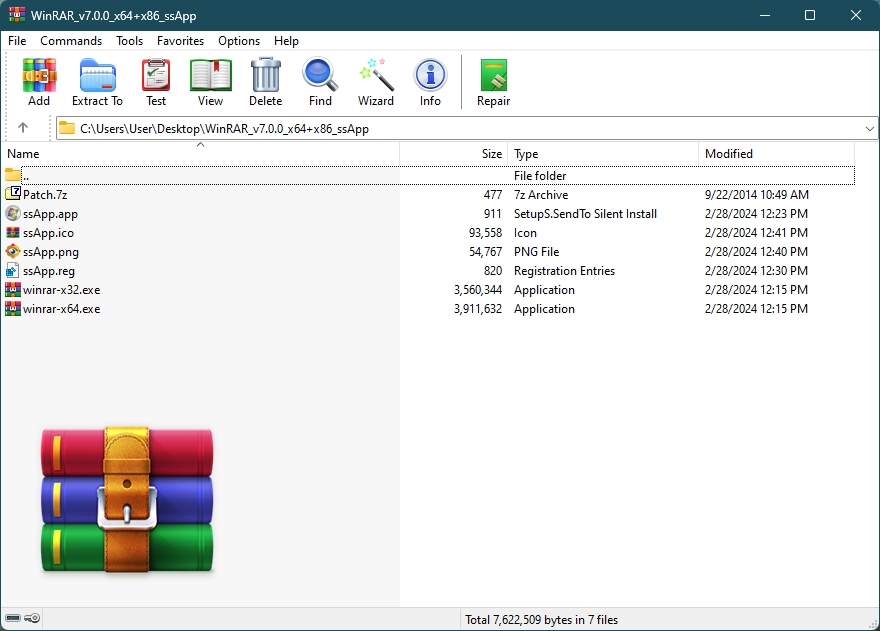 WinRAR_v7.0.0_x64+x86_ssApp
File Commands Tools Favorites Options Help
Add Extract To Test View Delete Find Wizard Info Repair
C:\Users\User\Desktop\WinRAR_v7.0.0_x64+x86_ssApp
Name Size Type Modified
.. File folder
Patch.7z 477 7z Archive 9/22/2014 10:49 AM
ssApp.app 911 SetupS.SendTo Silent Install 2/28/2024 12:23 PM
ssApp.ico 93,558 Icon 2/28/2024 12:41 PM
ssApp.png 54,767 PNG File 2/28/2024 12:40 PM
ssApp.reg 820 Registration Entries 2/28/2024 12:30 PM
winrar-x32.exe 3,560,344 Application 2/28/2024 12:15 PM
winrar-x64.exe 3,911,632 Application 2/28/2024 12:15 PM
Total 7,622,509 bytes in 7 files